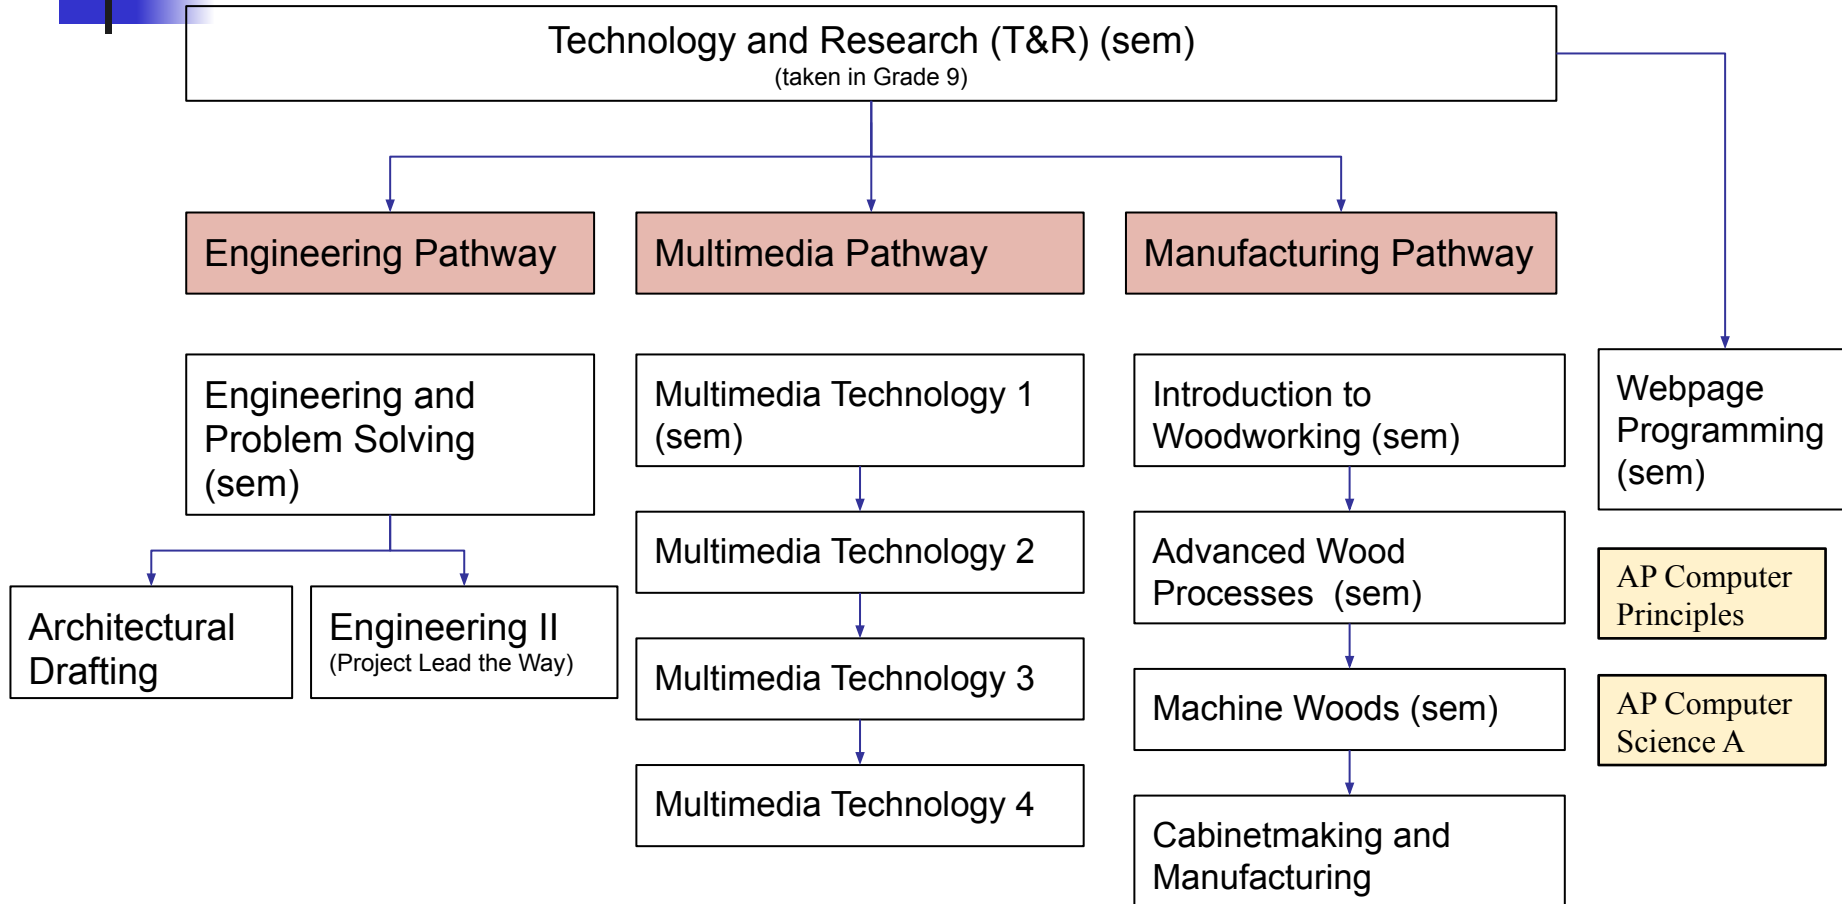 Technology and Research (T&R) (sem)
(taken in Grade 9)
Engineering Pathway
Multimedia Pathway
Manufacturing Pathway
Engineering and
Problem Solving
(sem)
Architectural
Drafting
Engineering II
(Project Lead the Way)
Multimedia Technology 1
(sem)
Multimedia Technology 2
Multimedia Technology 3
Multimedia Technology 4
Introduction to
Woodworking (sem)
Advanced Wood
Processes (sem)
Machine Woods (sem)
Cabinetmaking and
Manufacturing
Webpage
Programming
(sem)
AP Computer
Principles
AP Computer
Science A